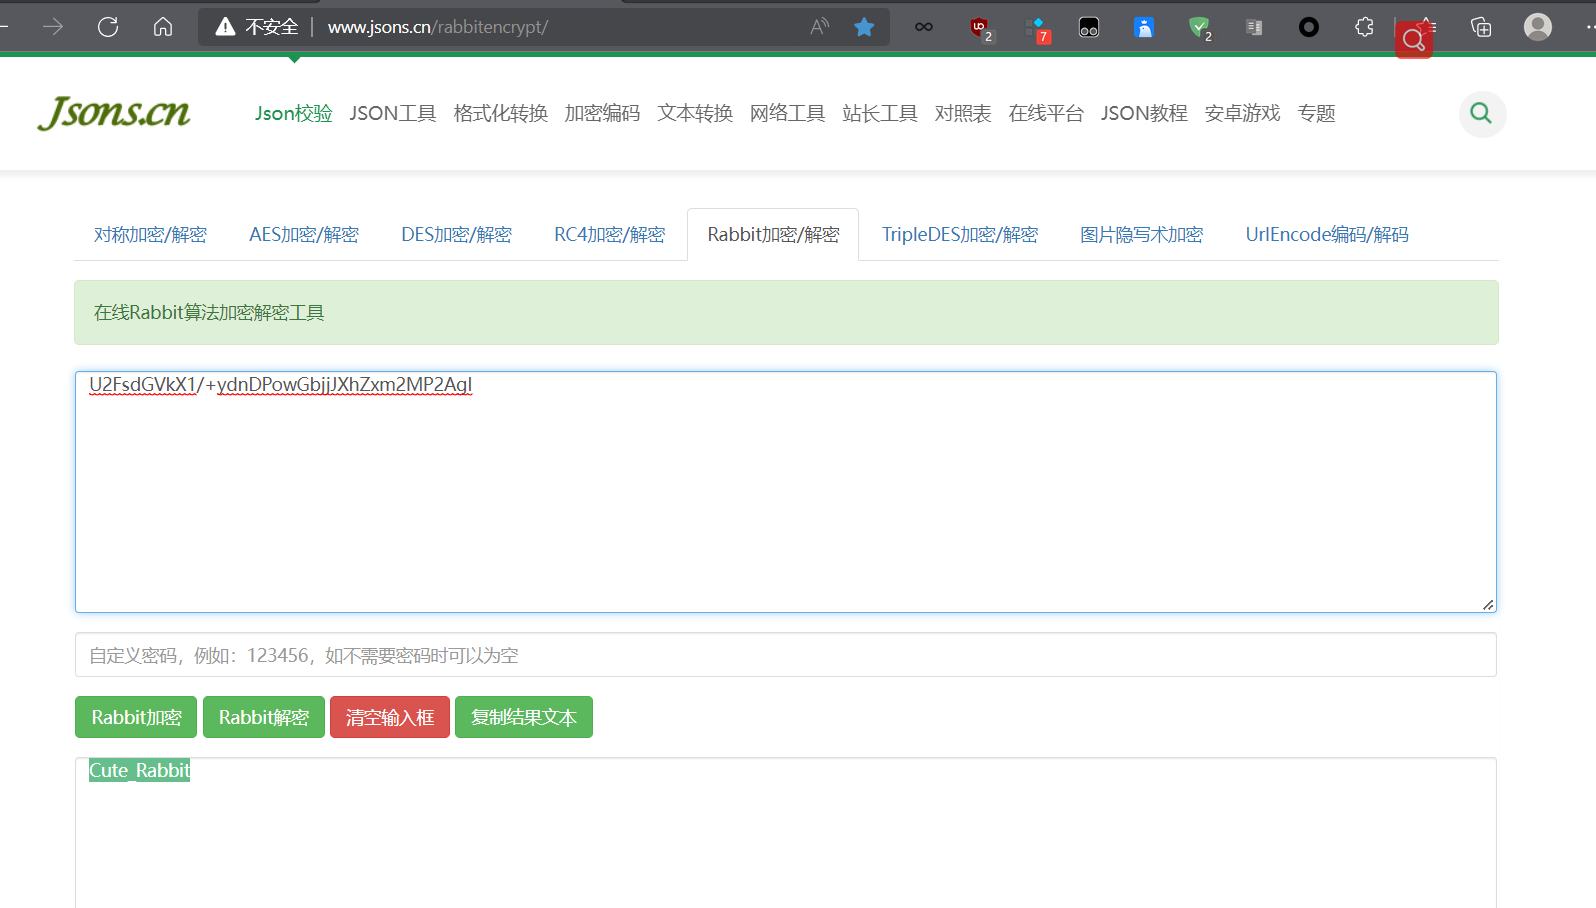 不安全 www.jsons.cn/rabbitencrypt/ A 2 7 2
Jsons.cn Json校验 JSON工具 格式化转换 加密编码 文本转换 网络工具 站长工具 对照表 在线平台 JSON教程 安卓游戏 专题
对称加密/解密 AES加密/解密 DES加密/解密 RC4加密/解密 Rabbit加密/解密 TripleDES加密/解密 图片隐写术加密 UrlEncode编码/解码
在线Rabbit算法加密解密工具
U2FsdGVkX1/+ydnDPowGbjjJXhZxm2MP2AgI
自定义密码，例如：123456，如不需要密码时可以为空
Rabbit加密 Rabbit解密 清空输入框 复制结果文本
Cute_Rabbit